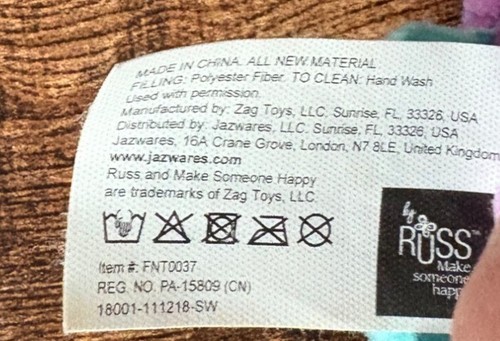 MADE IN CHINA. ALL NEW MATERIAL
FILLING: Polyester Fiber. TO CLEAN: Hand Wash
Used with permission.
Manufactured by: Zag Toys, LLC. Sunrise, FL, 33326, USA
Distributed by: Jazwares, LLC. Sunrise, FL, 33326, USA
Jazwares, 16A Crane Grove, London, N7 8LE, United Kingdom
www.jazwares.com
Russ and Make Someone Happy
are trademarks of Zag Toys, LLC
by
RUSS™
Make
someone
happ
Item #: FNT0037
REG. NO. PA-15809 (CN)
18001-111218-SW